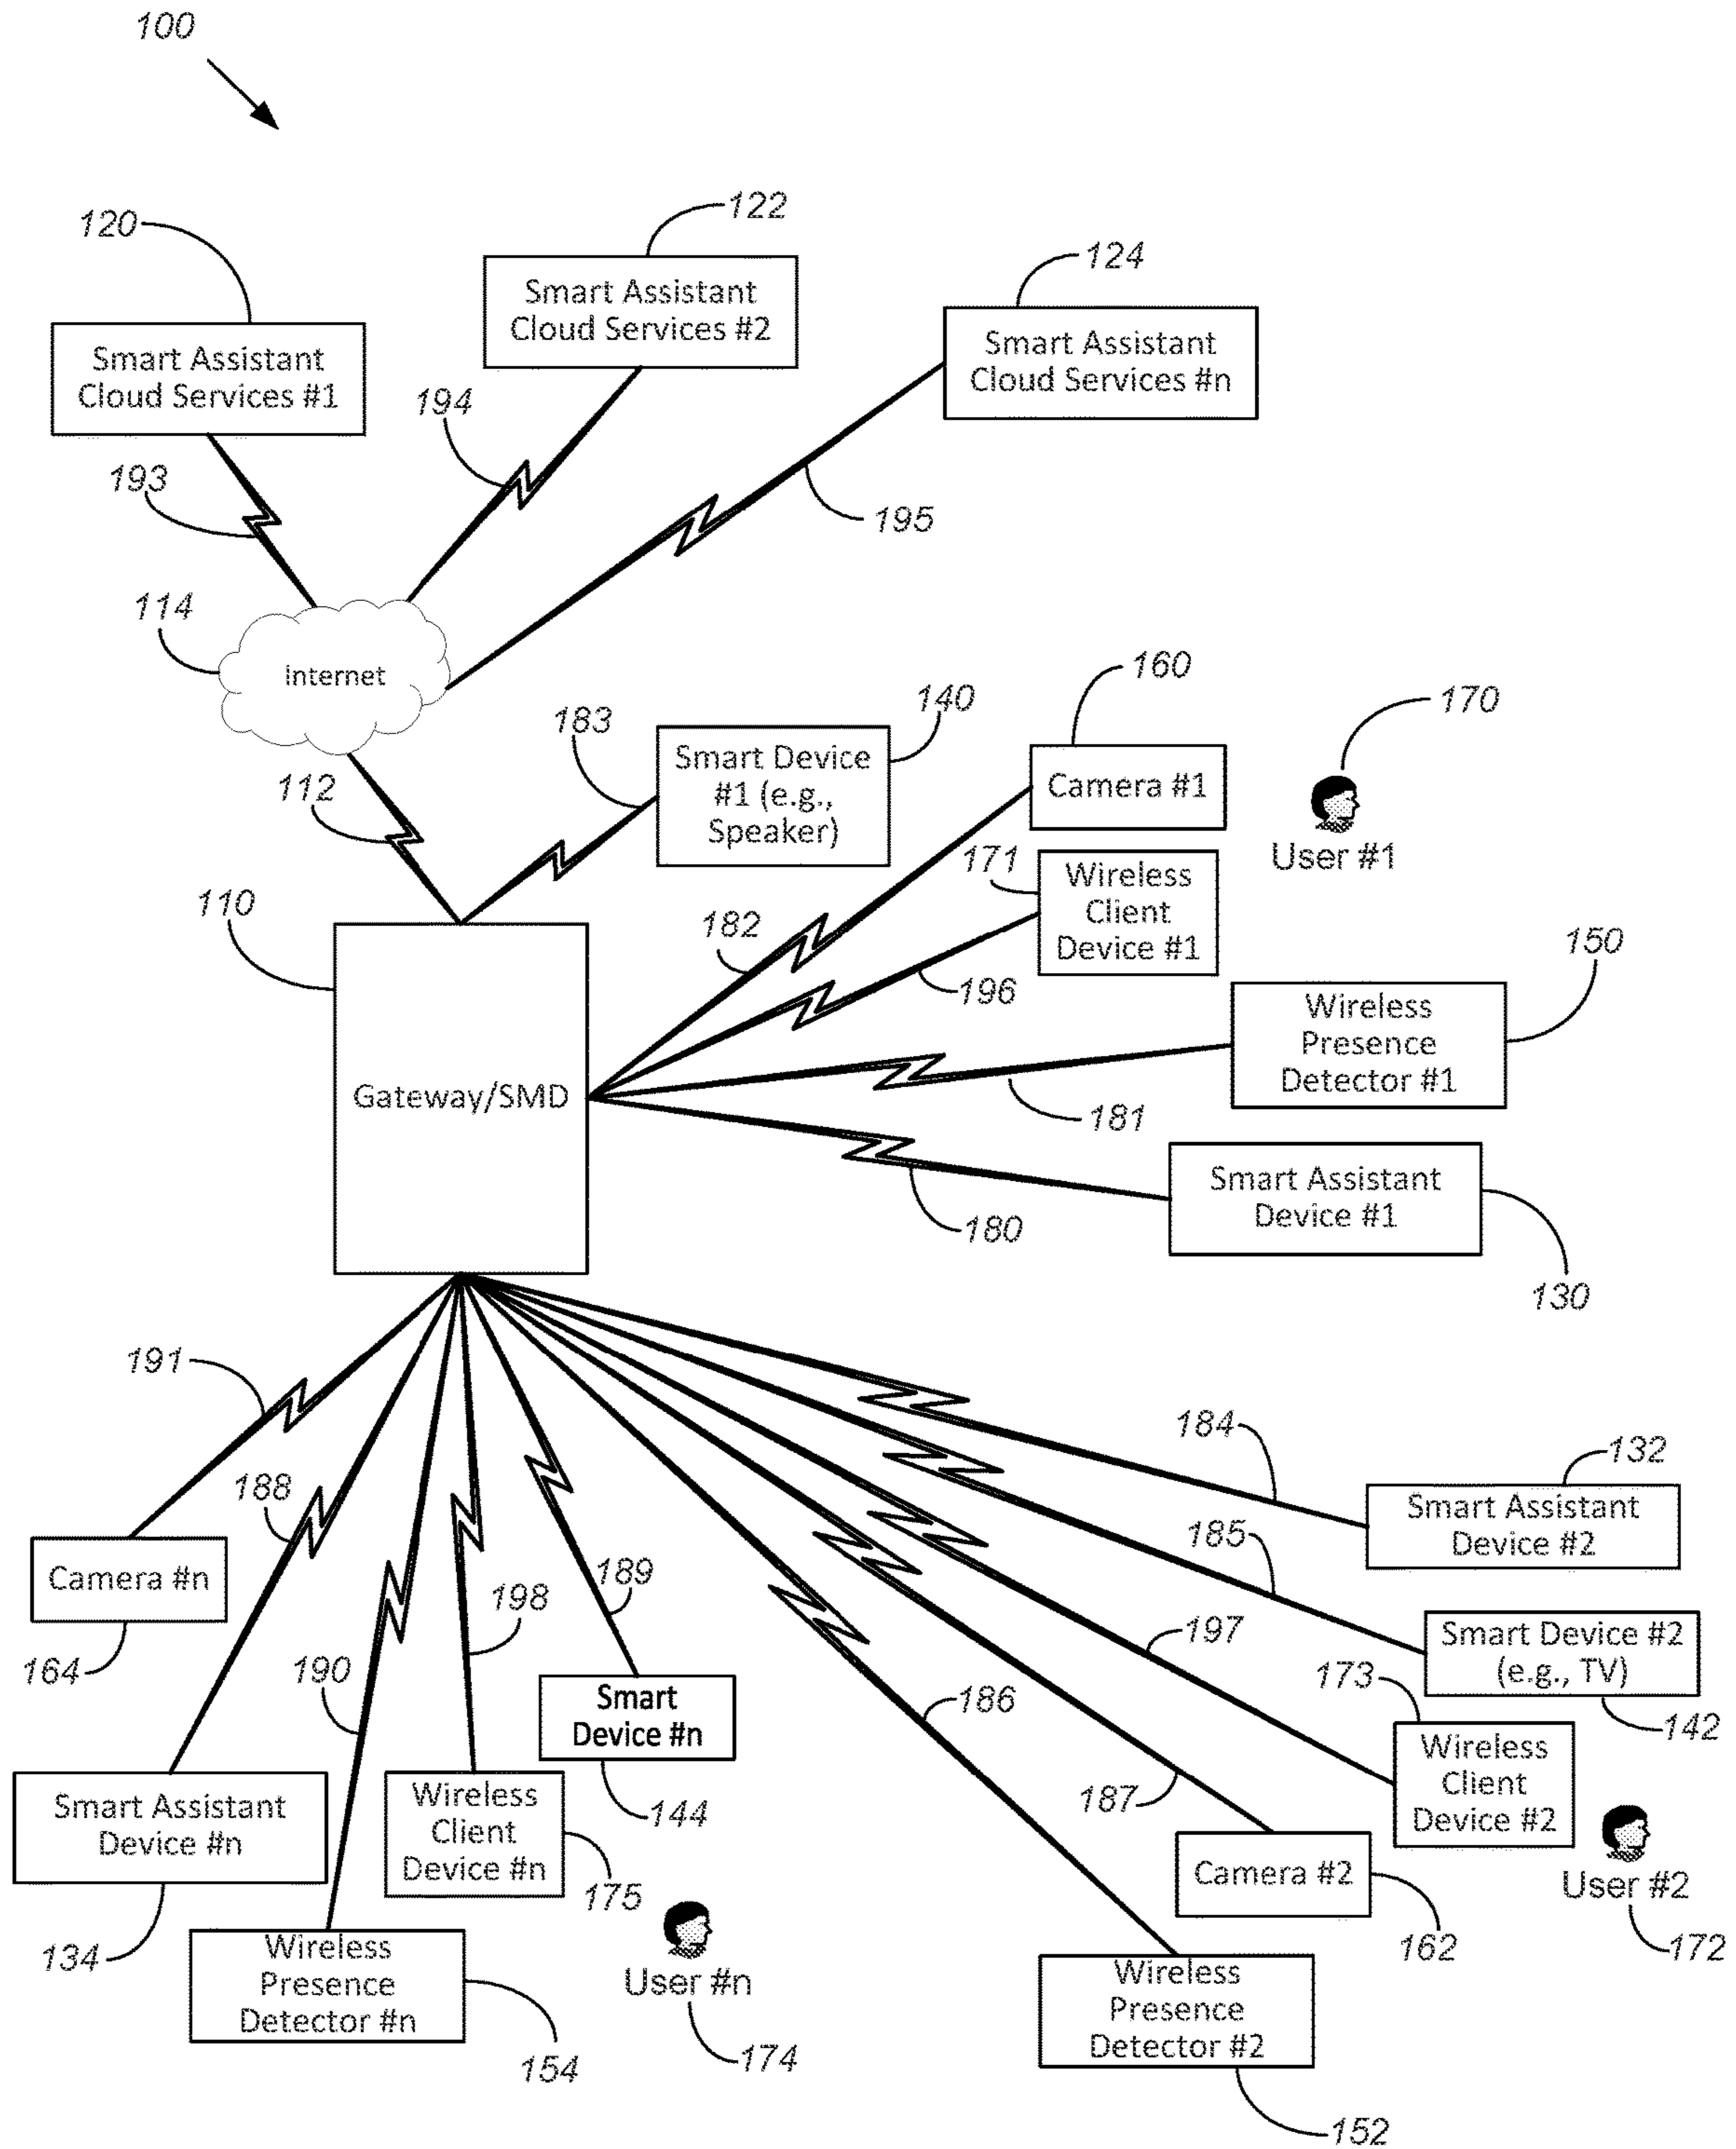 100
120
122
124
Smart Assistant
Cloud Services #1
Smart Assistant
Cloud Services #2
Smart Assistant
Cloud Services #n
193
194
195
114
Internet
112
183
140
Smart Device
#1 (e.g.,
Speaker)
160
Camera #1
170
User #1
110
Gateway/SMD
182
171
Wireless
Client
Device #1
196
150
Wireless
Presence
Detector #1
181
180
Smart Assistant
Device #1
130
191
188
184
132
Smart Assistant
Device #2
185
Camera #n
164
190
198
189
197
173
Smart Device #2
(e.g., TV)
142
186
187
Smart
Device #n
144
Smart Assistant
Device #n
134
Wireless
Client
Device #n
175
Wireless
Client
Device #2
Camera #2
162
User #2
172
Wireless
Presence
Detector #n
154
User #n
174
Wireless
Presence
Detector #2
152